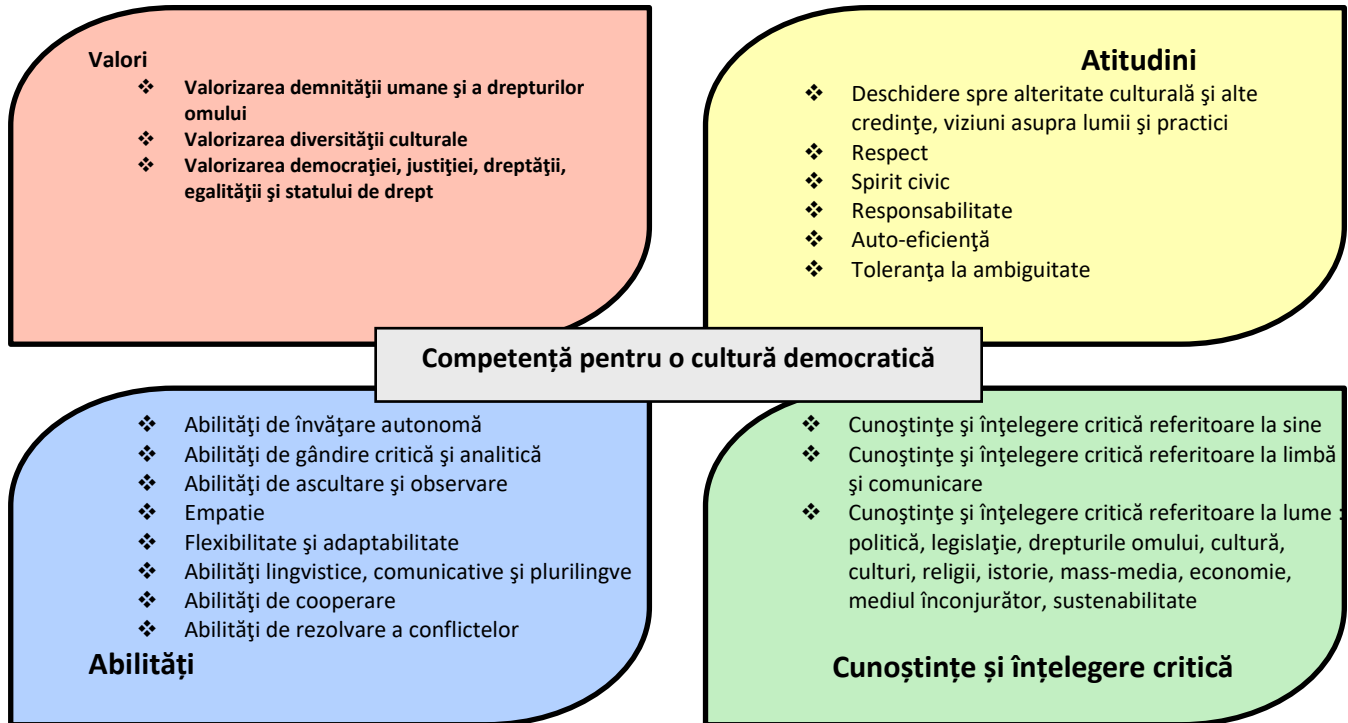 Valori
❖ Valorizarea demnităţii umane şi a drepturilor
omului
❖ Valorizarea diversităţii culturale
❖ Valorizarea democraţiei, justiţiei, dreptăţii,
egalităţii şi statului de drept
Atitudini
❖ Deschidere spre alteritate culturală şi alte
credinţe, viziuni asupra lumii şi practici
❖ Respect
❖ Spirit civic
❖ Responsabilitate
❖ Auto-eficienţă
❖ Toleranţa la ambiguitate
Competență pentru o cultură democratică
❖ Abilităţi de învăţare autonomă
❖ Abilităţi de gândire critică şi analitică
❖ Abilităţi de ascultare şi observare
❖ Empatie
❖ Flexibilitate şi adaptabilitate
❖ Abilităţi lingvistice, comunicative şi plurilingve
❖ Abilităţi de cooperare
❖ Abilităţi de rezolvare a conflictelor
Abilități
❖ Cunoştinţe şi înţelegere critică referitoare la sine
❖ Cunoştinţe şi înţelegere critică referitoare la limbă
şi comunicare
❖ Cunoştinţe şi înţelegere critică referitoare la lume :
politică, legislaţie, drepturile omului, cultură,
culturi, religii, istorie, mass-media, economie,
mediul înconjurător, sustenabilitate
Cunoștințe și înțelegere critică